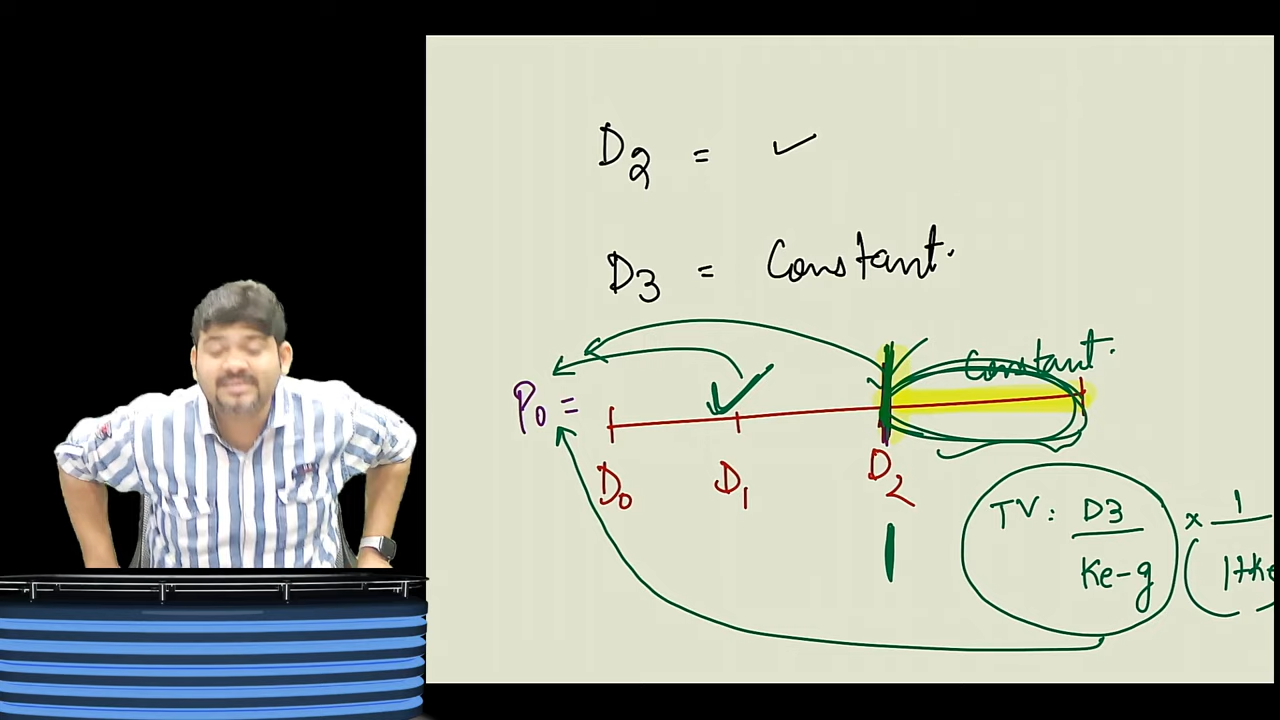 D2 = ✓
D3 = Constant.
Constant.
P0 =
D0 D1 D2
TV : D3 / Ke-g × 1 / (1+Ke